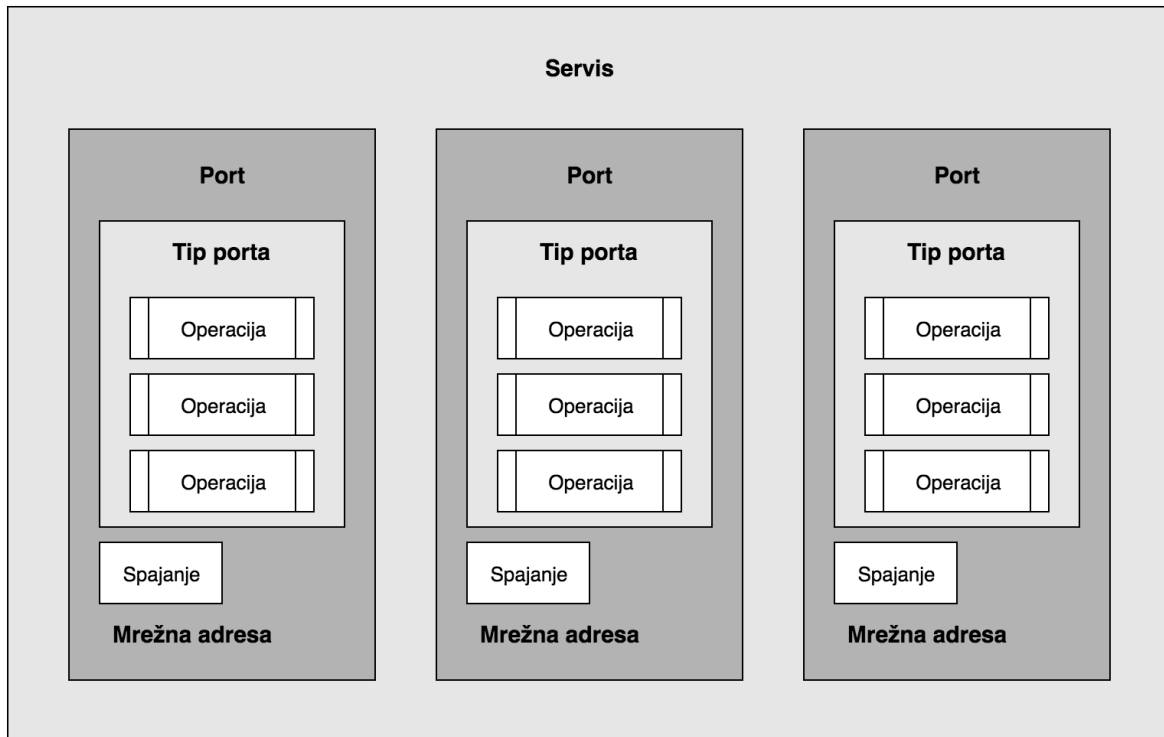 Servis
Port
Tip porta
Operacija
Operacija
Operacija
Spajanje
Mrežna adresa
Port
Tip porta
Operacija
Operacija
Operacija
Spajanje
Mrežna adresa
Port
Tip porta
Operacija
Operacija
Operacija
Spajanje
Mrežna adresa